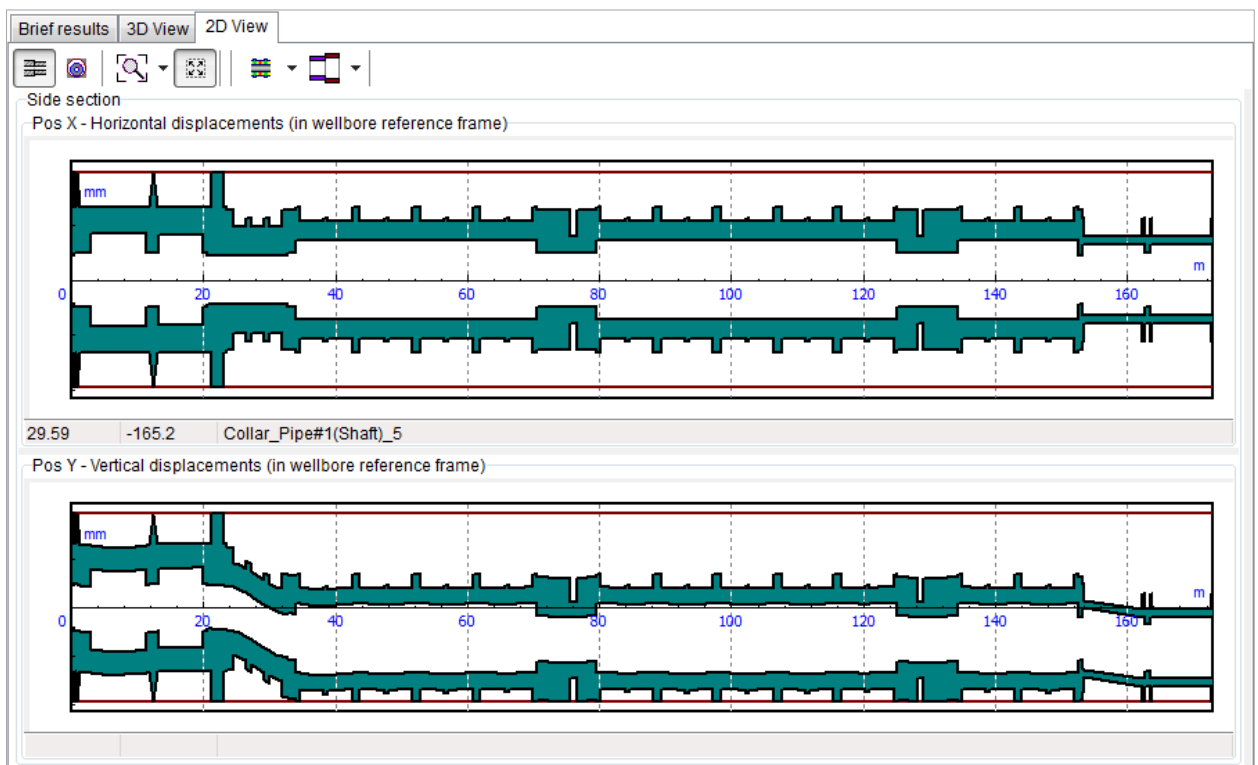 Brief results 3D View 2D View
Side section
Pos X - Horizontal displacements (in wellbore reference frame)
mm
m
0 20 40 60 80 100 120 140 160
29.59 -165.2 Collar_Pipe#1(Shaft)_5
Pos Y - Vertical displacements (in wellbore reference frame)
mm
m
0 20 40 60 80 100 120 140 160